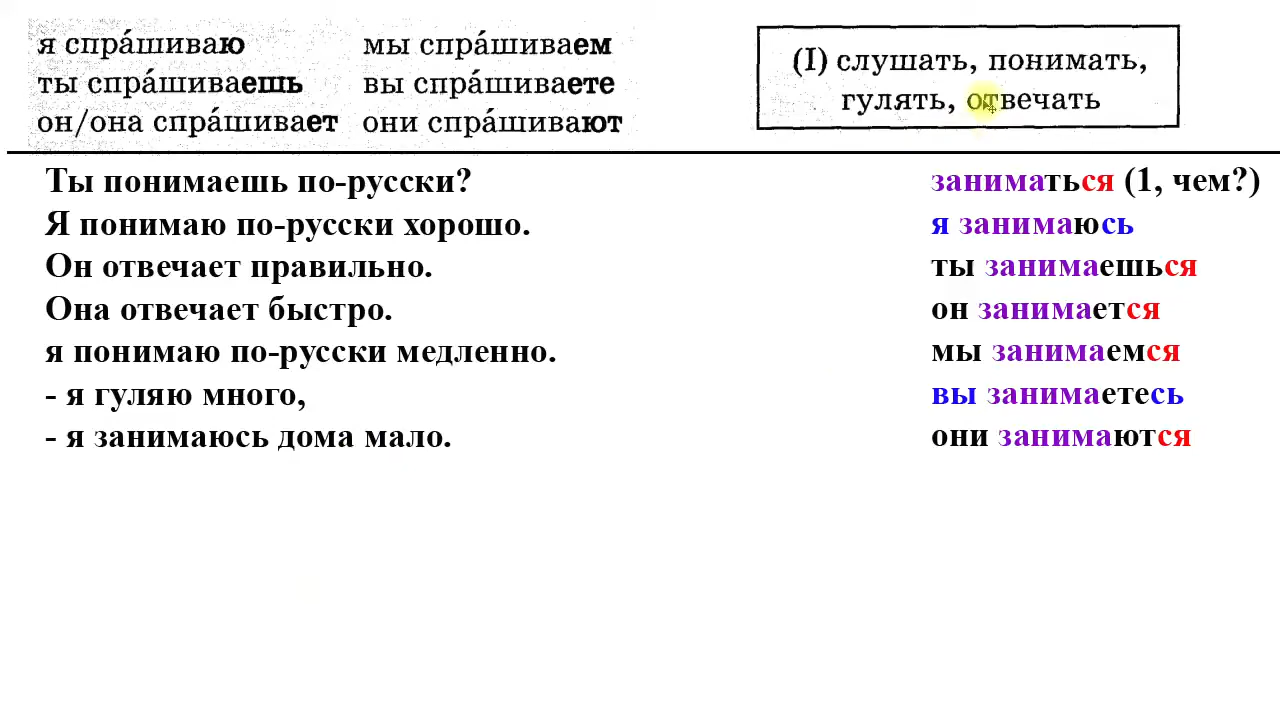 я спра́шиваю
ты спра́шиваешь
он/она спра́шивает
мы спра́шиваем
вы спра́шиваете
они спра́шивают
(I) слушать, понимать,
гулять, отвечать
Ты понимаешь по-русски?
Я понимаю по-русски хорошо.
Он отвечает правильно.
Она отвечает быстро.
я понимаю по-русски медленно.
- я гуляю много,
- я занимаюсь дома мало.
заниматься (1, чем?)
я занимаюсь
ты занимаешься
он занимается
мы занимаемся
вы занимаетесь
они занимаются